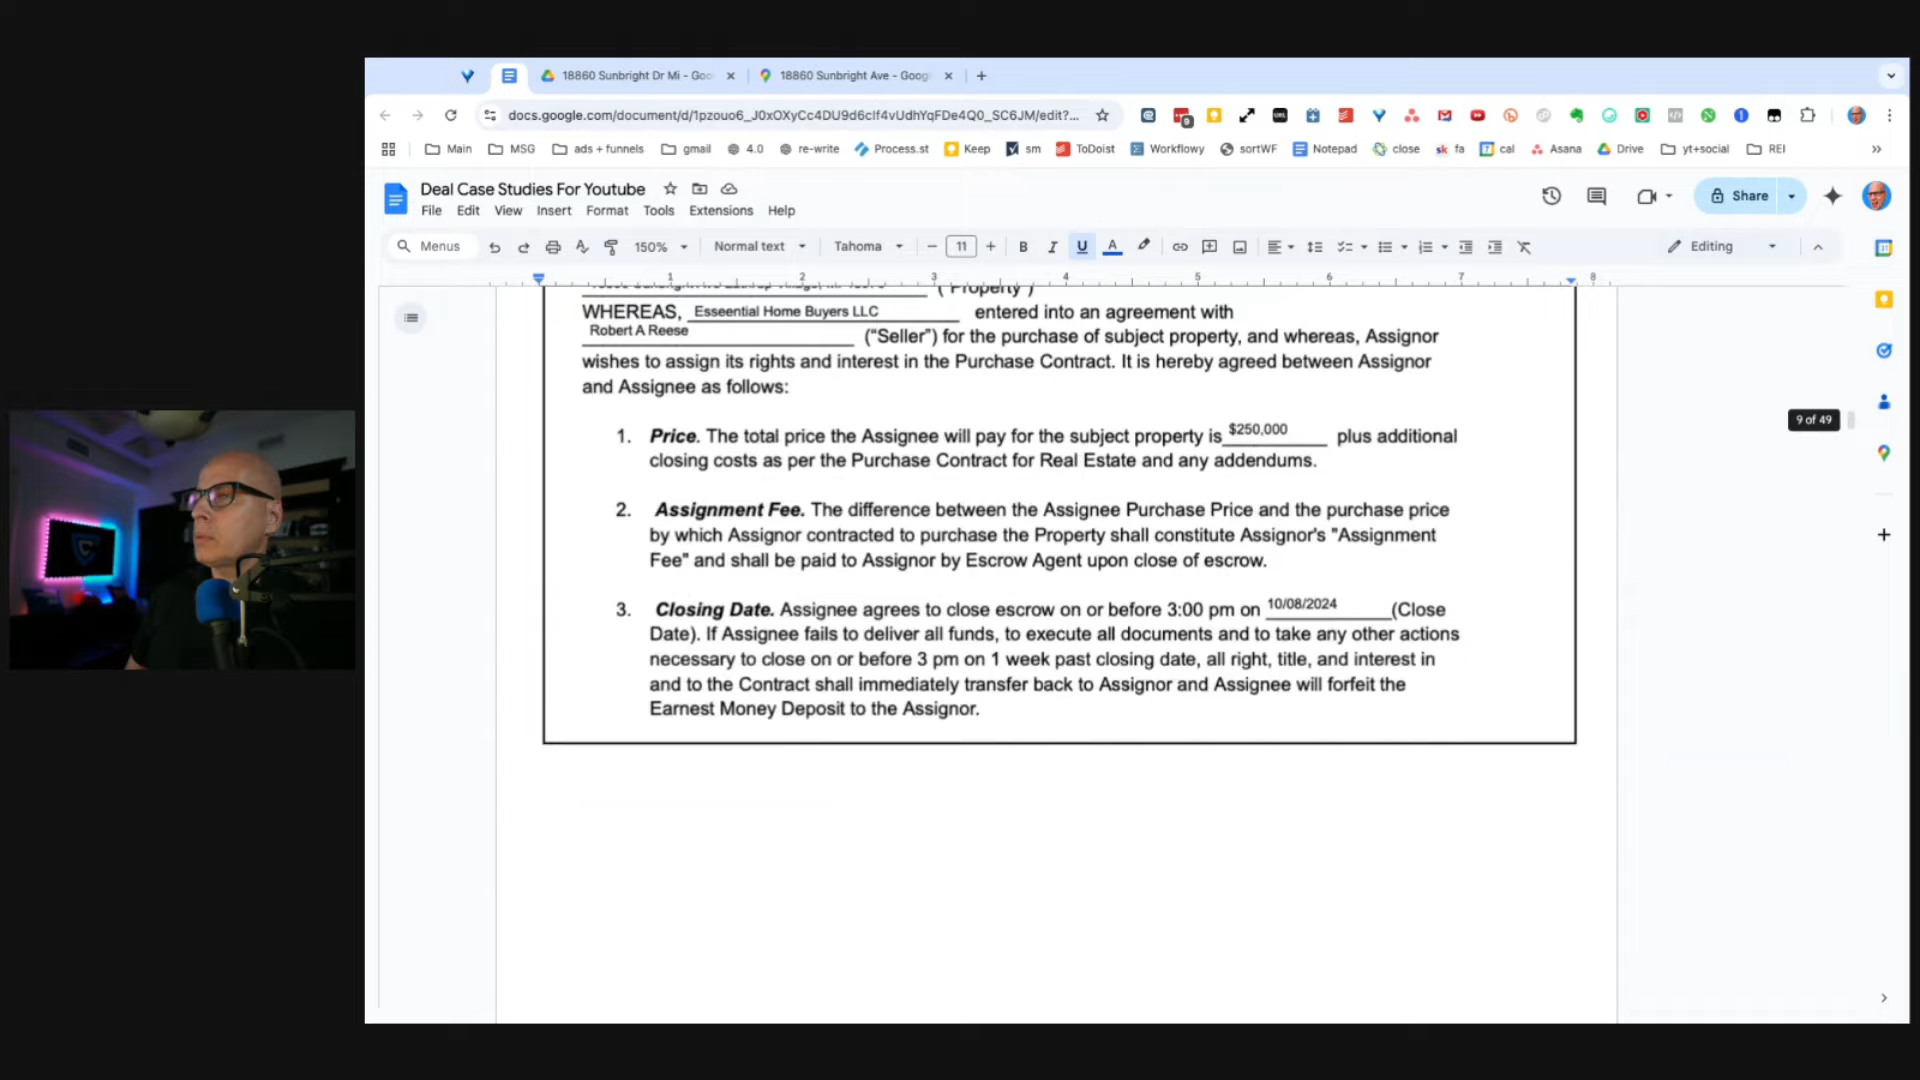 18860 Sunbright Dr Mi - Goo
18860 Sunbright Ave - Goog
docs.google.com/document/d/1pzouo6_J0xOXyCc4DU9d6clf4vUdhYqFDe4Q0_SC6JM/edit?...
Main MSG ads + funnels gmail 4.0 re-write Process.st Keep sm ToDoist Workflowy sortWF Notepad close sk fa cal Asana Drive yt+social REI
Deal Case Studies For Youtube
File Edit View Insert Format Tools Extensions Help
Share
Menus 150% Normal text Tahoma 11 B I U A Editing
1 2 3 4 5 6 7 8
("Property")
WHEREAS, Esseential Home Buyers LLC entered into an agreement with
Robert A Reese (“Seller”) for the purchase of subject property, and whereas, Assignor
wishes to assign its rights and interest in the Purchase Contract. It is hereby agreed between Assignor
and Assignee as follows:
1. Price. The total price the Assignee will pay for the subject property is $250,000 plus additional
closing costs as per the Purchase Contract for Real Estate and any addendums.
2. Assignment Fee. The difference between the Assignee Purchase Price and the purchase price
by which Assignor contracted to purchase the Property shall constitute Assignor's "Assignment
Fee" and shall be paid to Assignor by Escrow Agent upon close of escrow.
3. Closing Date. Assignee agrees to close escrow on or before 3:00 pm on 10/08/2024 (Close
Date). If Assignee fails to deliver all funds, to execute all documents and to take any other actions
necessary to close on or before 3 pm on 1 week past closing date, all right, title, and interest in
and to the Contract shall immediately transfer back to Assignor and Assignee will forfeit the
Earnest Money Deposit to the Assignor.
9 of 49